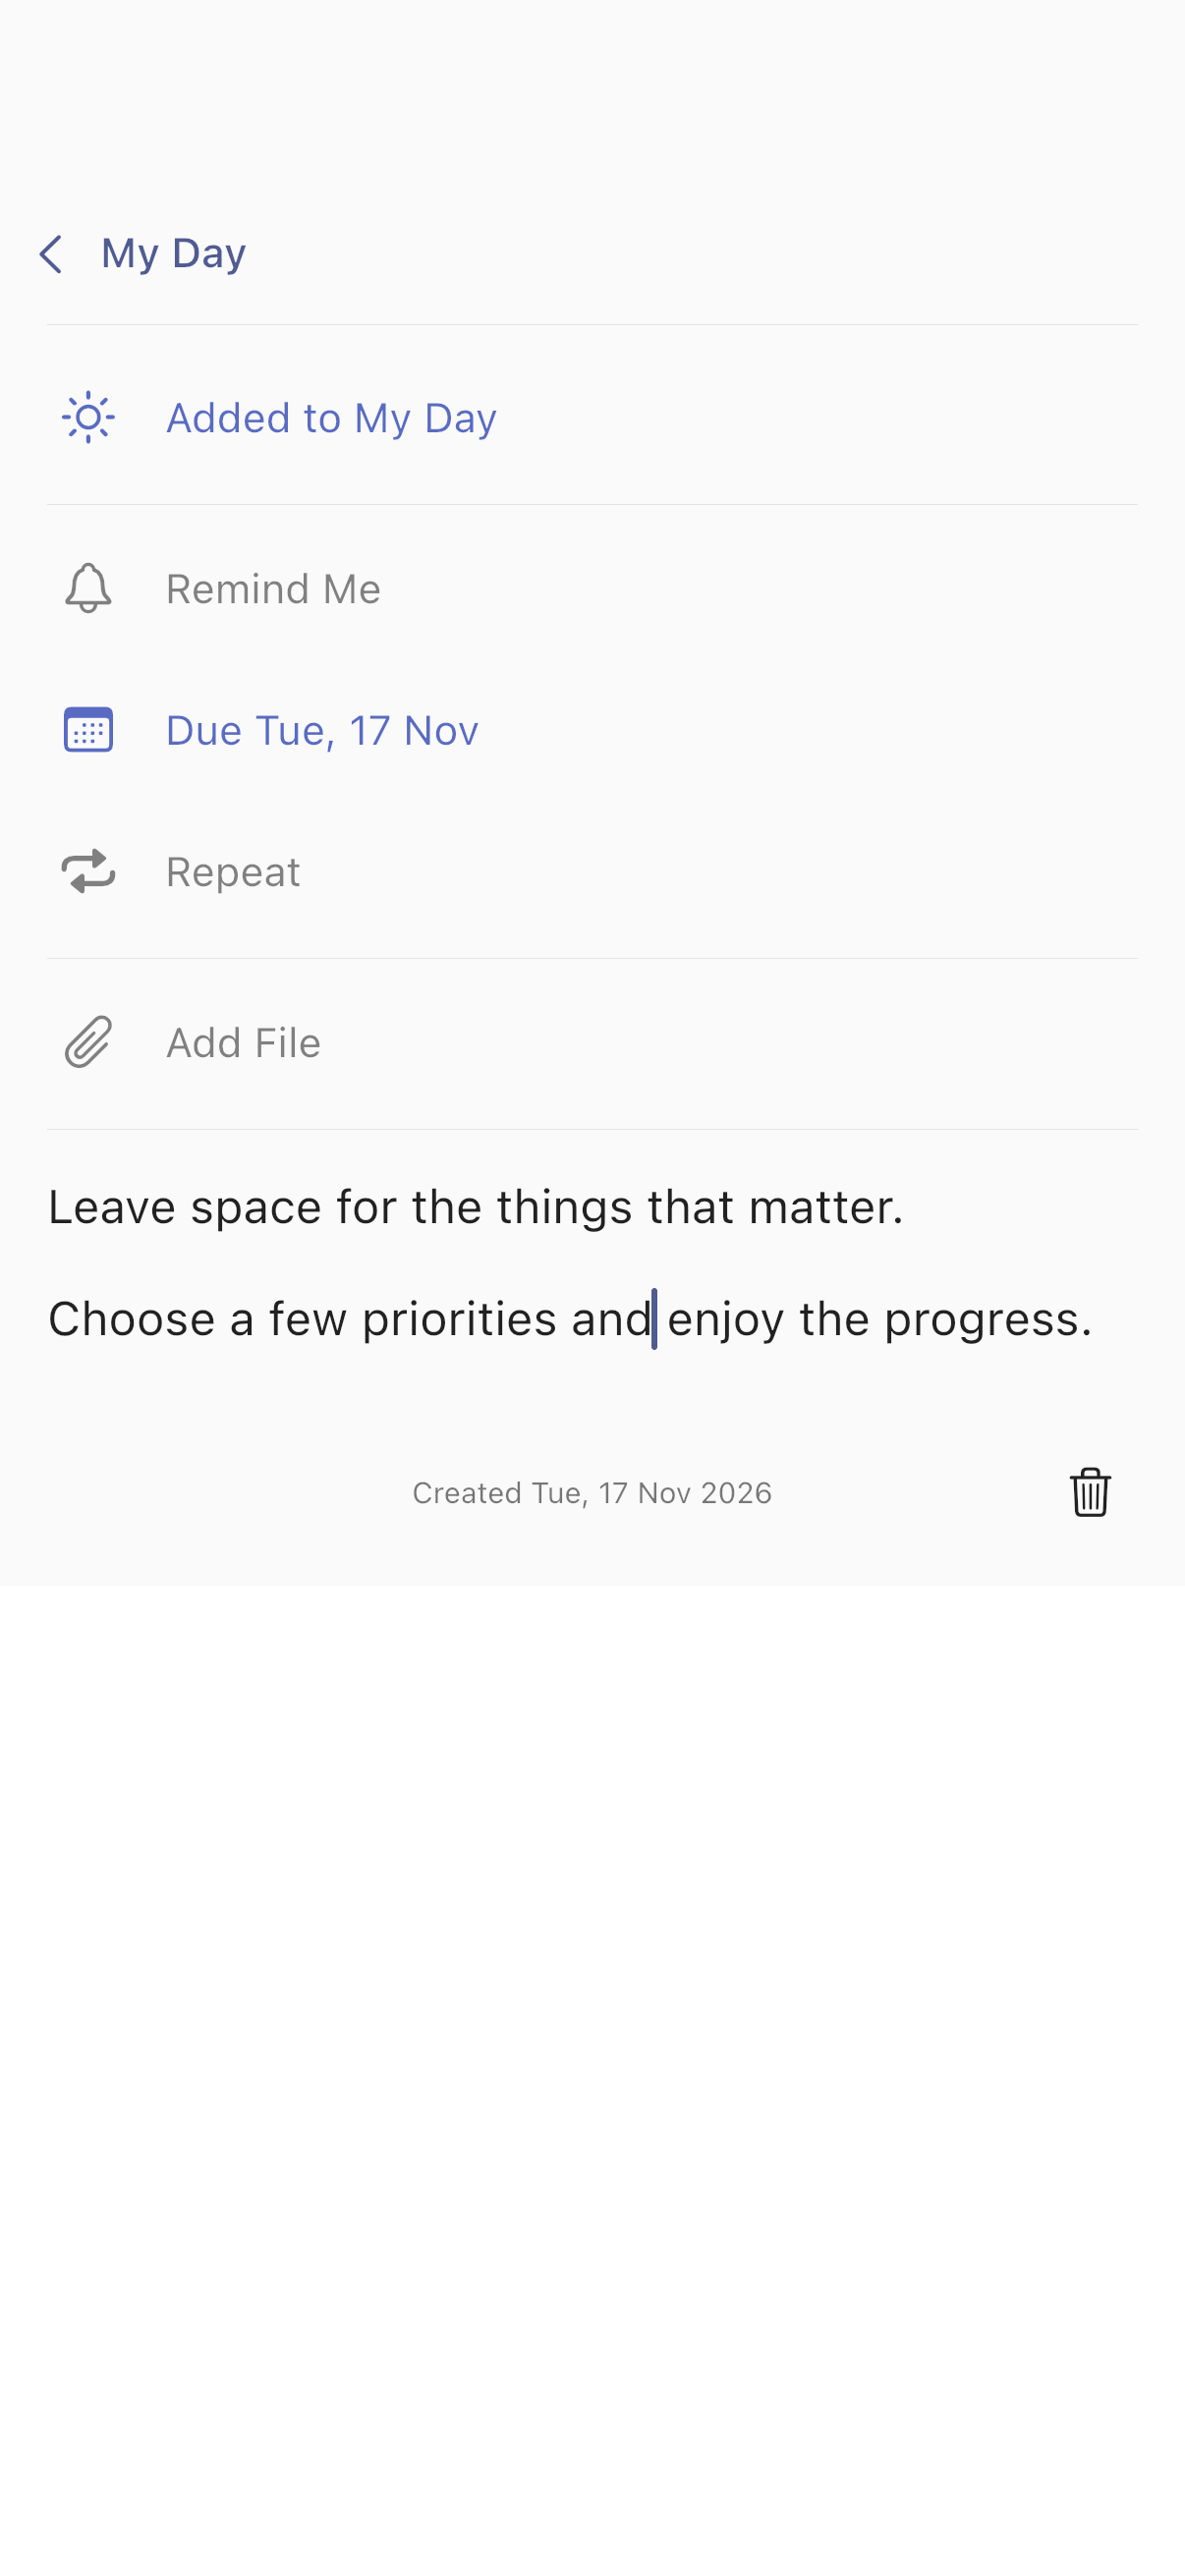 My Day
Added to My Day
Remind Me
Due Tue, 17 Nov
Repeat
Add File
Leave space for the things that matter.
Choose a few priorities and enjoy the progress.
Created Tue, 17 Nov 2026